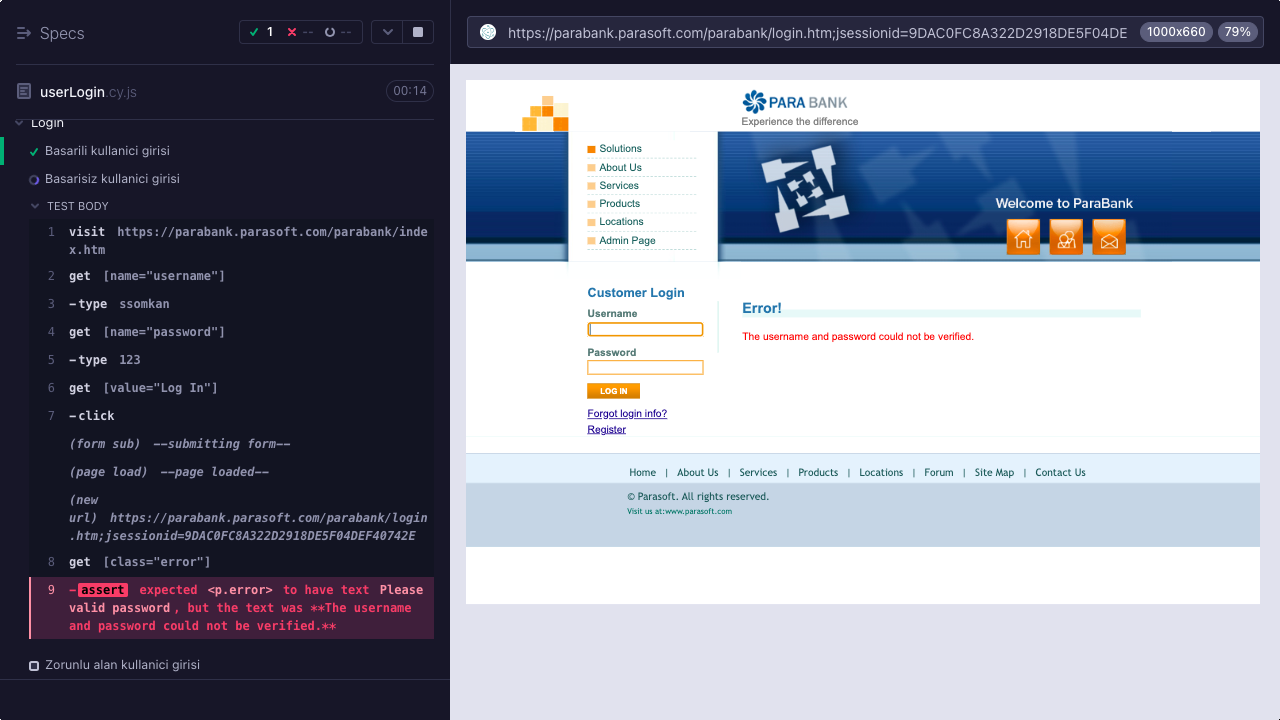 Specs
1
--
--
userLogin.cy.js
00:14
Login
Basarili kullanici girisi
Basarisiz kullanici girisi
TEST BODY
1 visit https://parabank.parasoft.com/parabank/inde
x.htm
2 get [name="username"]
3 -type ssomkan
4 get [name="password"]
5 -type 123
6 get [value="Log In"]
7 -click
(form sub) --submitting form--
(page load) --page loaded--
(new
url) https://parabank.parasoft.com/parabank/login
.htm;jsessionid=9DAC0FC8A322D2918DE5F04DEF40742E
8 get [class="error"]
9 -assert expected <p.error> to have text Please
valid password, but the text was **The username
and password could not be verified.**
Zorunlu alan kullanici girisi
https://parabank.parasoft.com/parabank/login.htm;jsessionid=9DAC0FC8A322D2918DE5F04DE
1000x660
79%
PARA BANK
Experience the difference
Solutions
About Us
Services
Products
Locations
Admin Page
Welcome to ParaBank
Customer Login
Username
Password
LOG IN
Forgot login info?
Register
Error!
The username and password could not be verified.
Home | About Us | Services | Products | Locations | Forum | Site Map | Contact Us
© Parasoft. All rights reserved.
Visit us at:www.parasoft.com